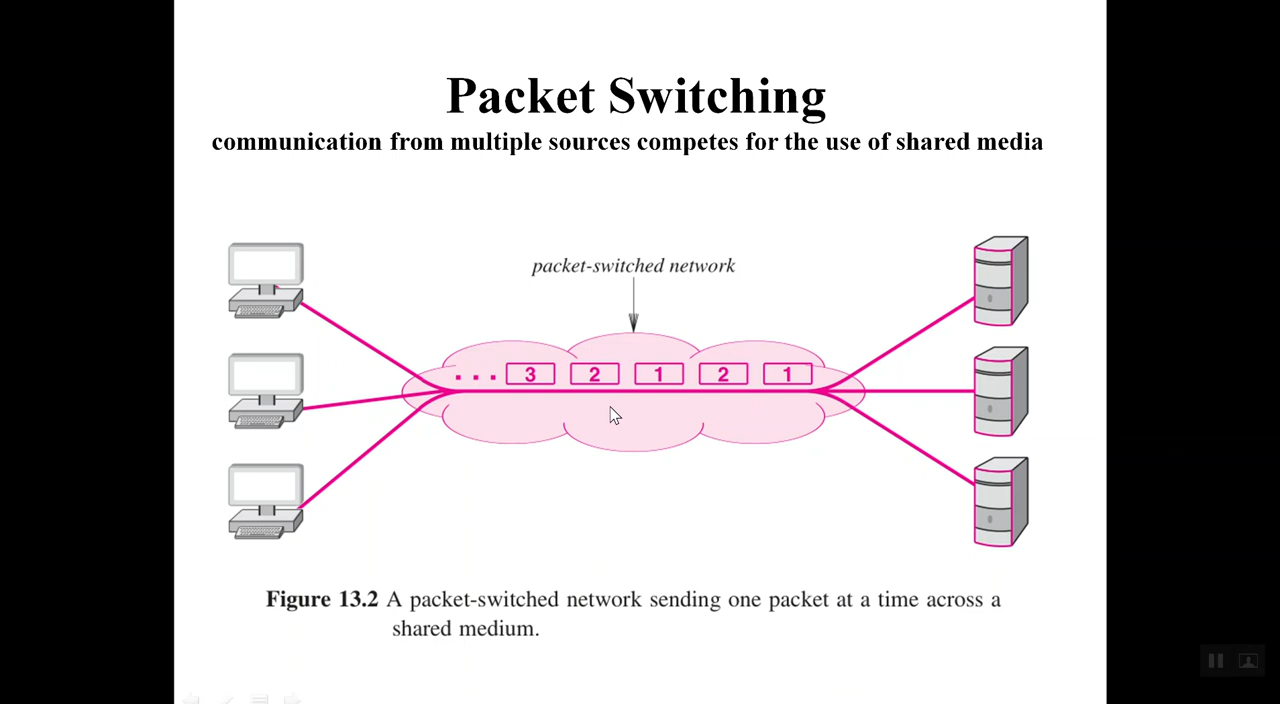 Packet Switching
communication from multiple sources competes for the use of shared media
packet-switched network
. . . 3 2 1 2 1
Figure 13.2 A packet-switched network sending one packet at a time across a
shared medium.